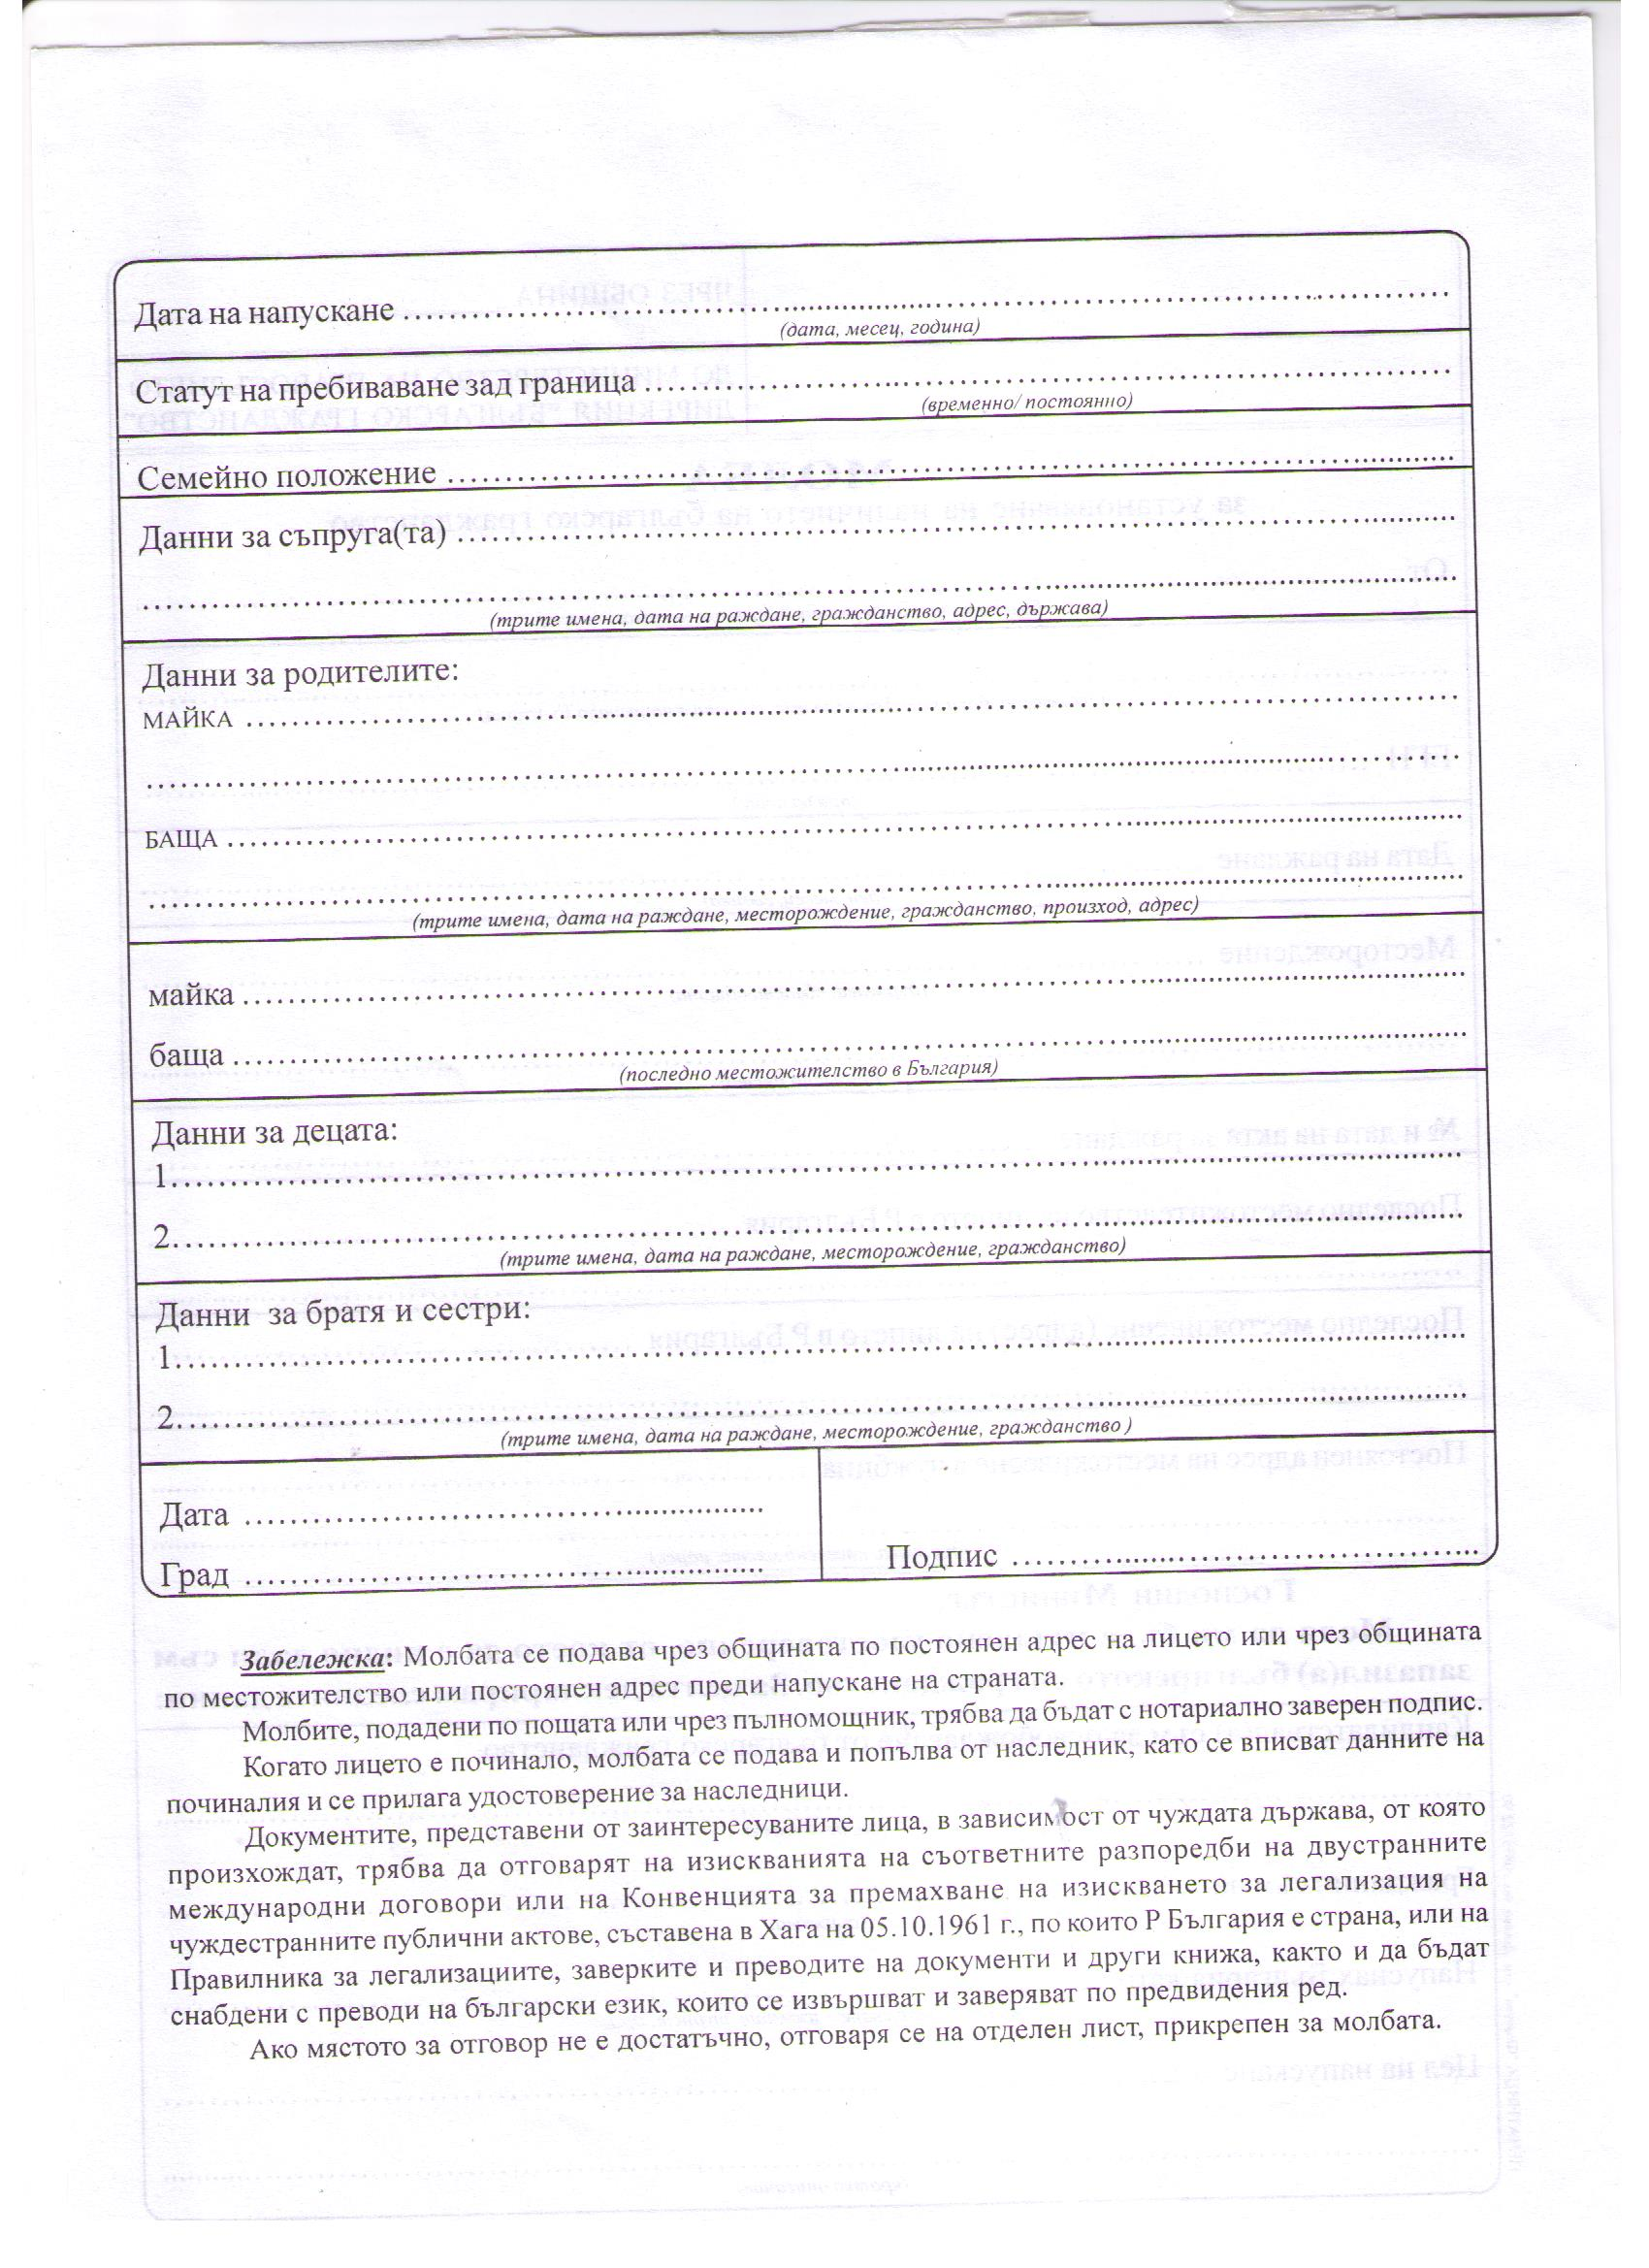 Дата на напускане ....................
(дата, месец, година)
Статут на пребиваване зад граница ....................
(временно/ постоянно)
Семейно положение ....................
Данни за съпруга(та) ....................
....................
(трите имена, дата на раждане, гражданство, адрес, държава)
Данни за родителите:
МАЙКА ....................
....................
БАЩА ....................
....................
(трите имена, дата на раждане, месторождение, гражданство, произход, адрес)
майка ....................
баща ....................
(последно местожителство в България)
Данни за децата:
1....................
2....................
(трите имена, дата на раждане, месторождение, гражданство)
Данни за братя и сестри:
1....................
2....................
(трите имена, дата на раждане, месторождение, гражданство )
Дата ....................
Град ....................
Подпис ....................
Забележка: Молбата се подава чрез общината по постоянен адрес на лицето или чрез общината
по местожителство или постоянен адрес преди напускане на страната.
Молбите, подадени по пощата или чрез пълномощник, трябва да бъдат с нотариално заверен подпис.
Когато лицето е починало, молбата се подава и попълва от наследник, като се вписват данните на
починалия и се прилага удостоверение за наследници.
Документите, представени от заинтересуваните лица, в зависимост от чуждата държава, от която
произхождат, трябва да отговарят на изискванията на съответните разпоредби на двустранните
международни договори или на Конвенцията за премахване на изискването за легализация на
чуждестранните публични актове, съставена в Хага на 05.10.1961 г., по които Р България е страна, или на
Правилника за легализациите, заверките и преводите на документи и други книжа, както и да бъдат
снабдени с преводи на български език, които се извършват и заверяват по предвидения ред.
Ако мястото за отговор не е достатъчно, отговаря се на отделен лист, прикрепен за молбата.